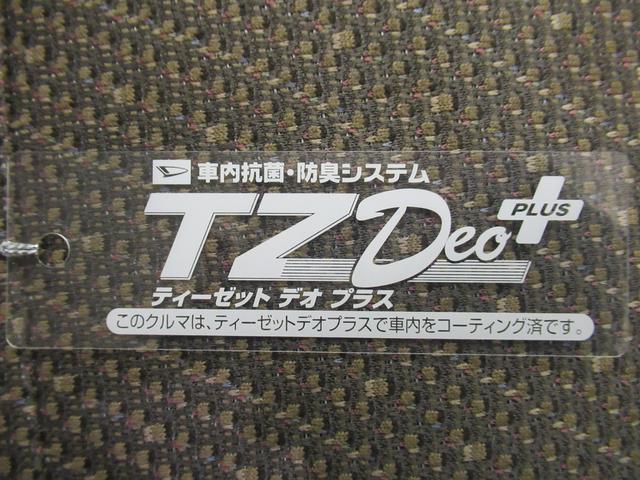 車内抗菌・防臭システム
TZ Deo PLUS
ティーゼット デオ プラス
このクルマは、ティーゼットデオプラスで車内をコーティング済です。